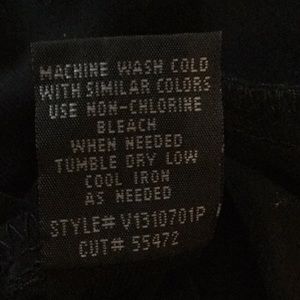 MACHINE WASH COLD
WITH SIMILAR COLORS
USE NON-CHLORINE
BLEACH
WHEN NEEDED
TUMBLE DRY LOW
COOL IRON
AS NEEDED
STYLE# V1310701P
CUT# 55472